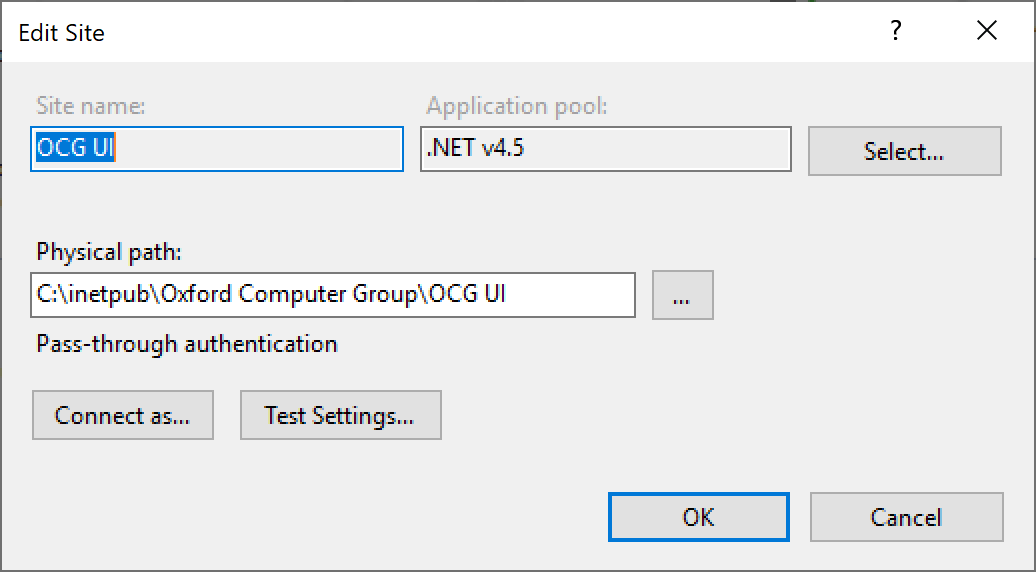 Edit Site
?
Site name:
Application pool:
OCG UI
.NET v4.5
Select...
Physical path:
C:\inetpub\Oxford Computer Group\OCG UI
...
Pass-through authentication
Connect as...
Test Settings...
OK
Cancel